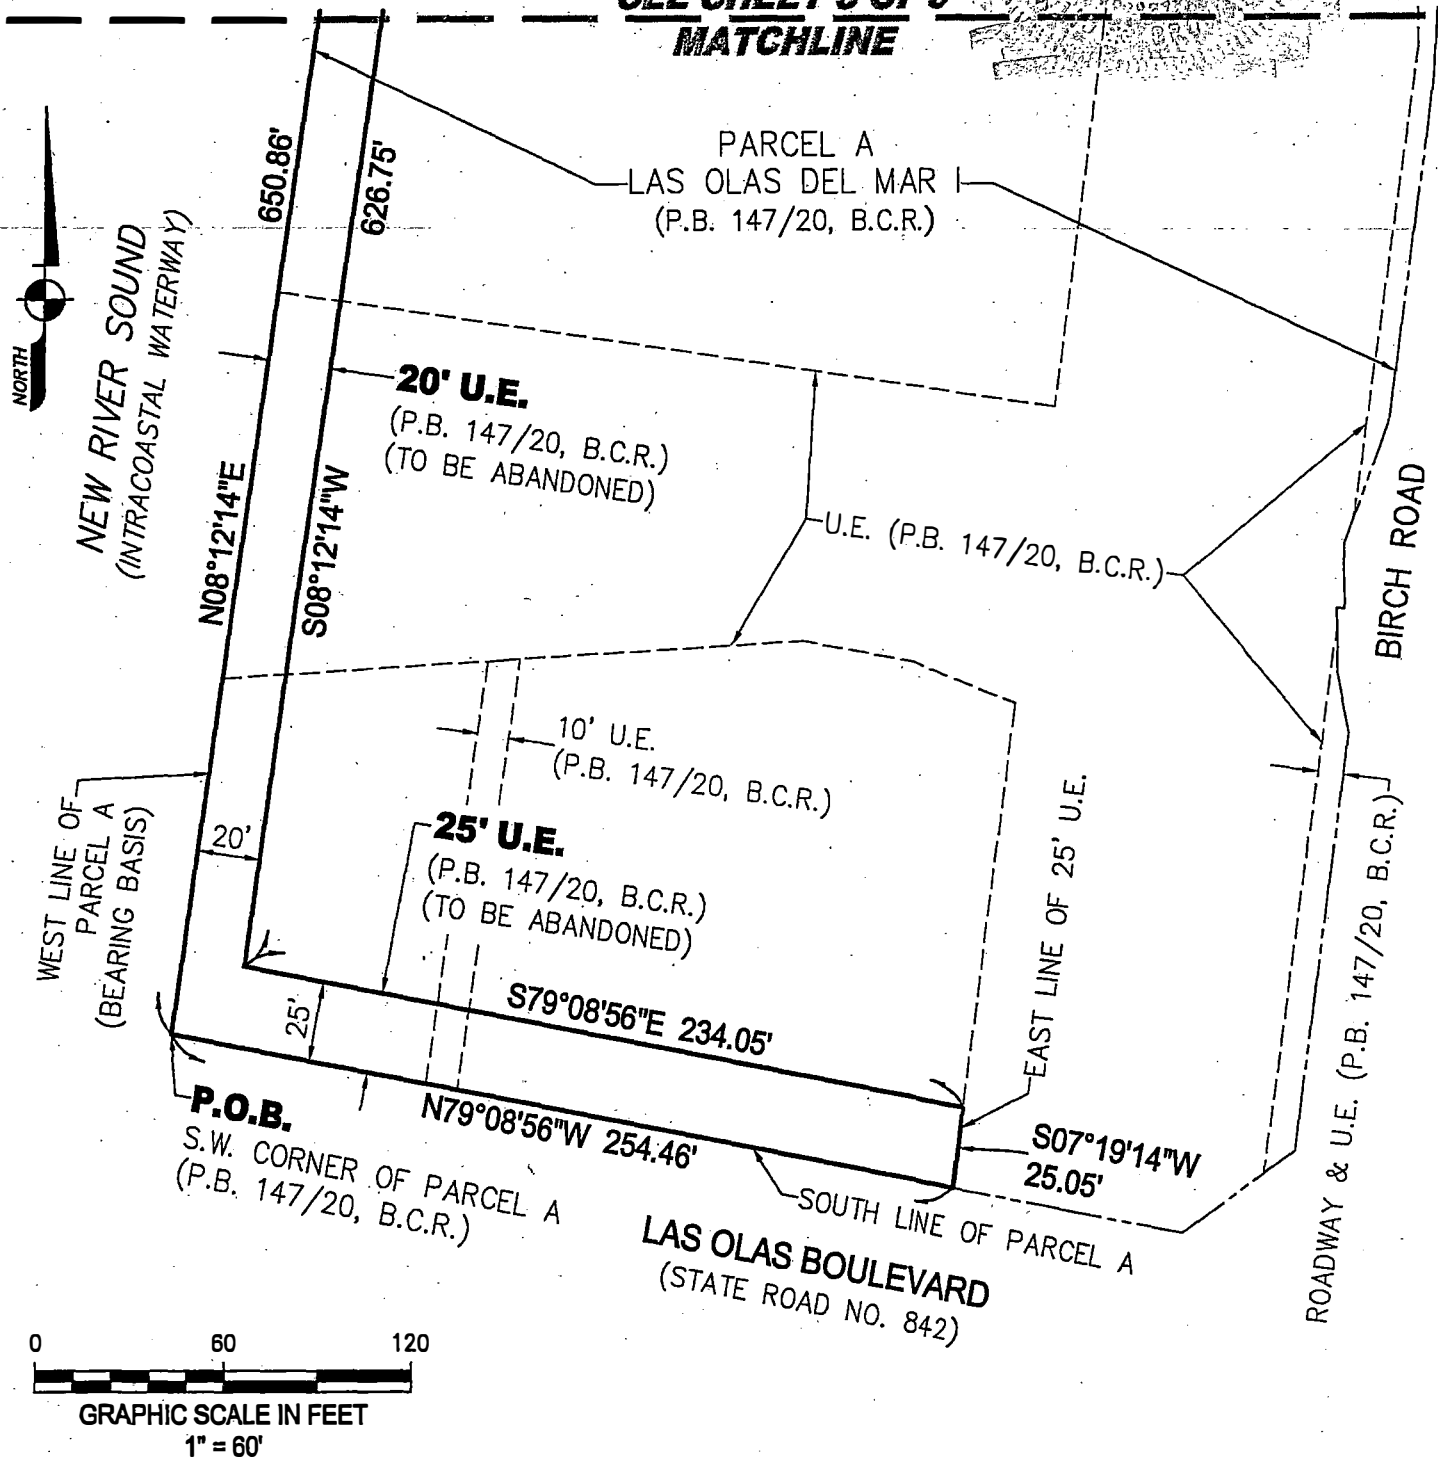 SEE SHEET 3 OF 3
MATCHLINE
PARCEL A
LAS OLAS DEL MAR I
(P.B. 147/20, B.C.R.)
650.86'
626.75'
NORTH
NEW RIVER SOUND
(INTRACOASTAL WATERWAY)
20' U.E.
(P.B. 147/20, B.C.R.)
(TO BE ABANDONED)
N08°12'14"E
S08°12'14"W
U.E. (P.B. 147/20, B.C.R.)
BIRCH ROAD
10' U.E.
(P.B. 147/20, B.C.R.)
WEST LINE OF
PARCEL A
(BEARING BASIS)
20'
25' U.E.
(P.B. 147/20, B.C.R.)
(TO BE ABANDONED)
EAST LINE OF 25' U.E.
ROADWAY & U.E. (P.B. 147/20, B.C.R.)
25'
S79°08'56"E 234.05'
P.O.B.
S.W. CORNER OF PARCEL A
(P.B. 147/20, B.C.R.)
N79°08'56"W 254.46'
S07°19'14"W
25.05'
SOUTH LINE OF PARCEL A
LAS OLAS BOULEVARD
(STATE ROAD NO. 842)
0 60 120
GRAPHIC SCALE IN FEET
1" = 60'